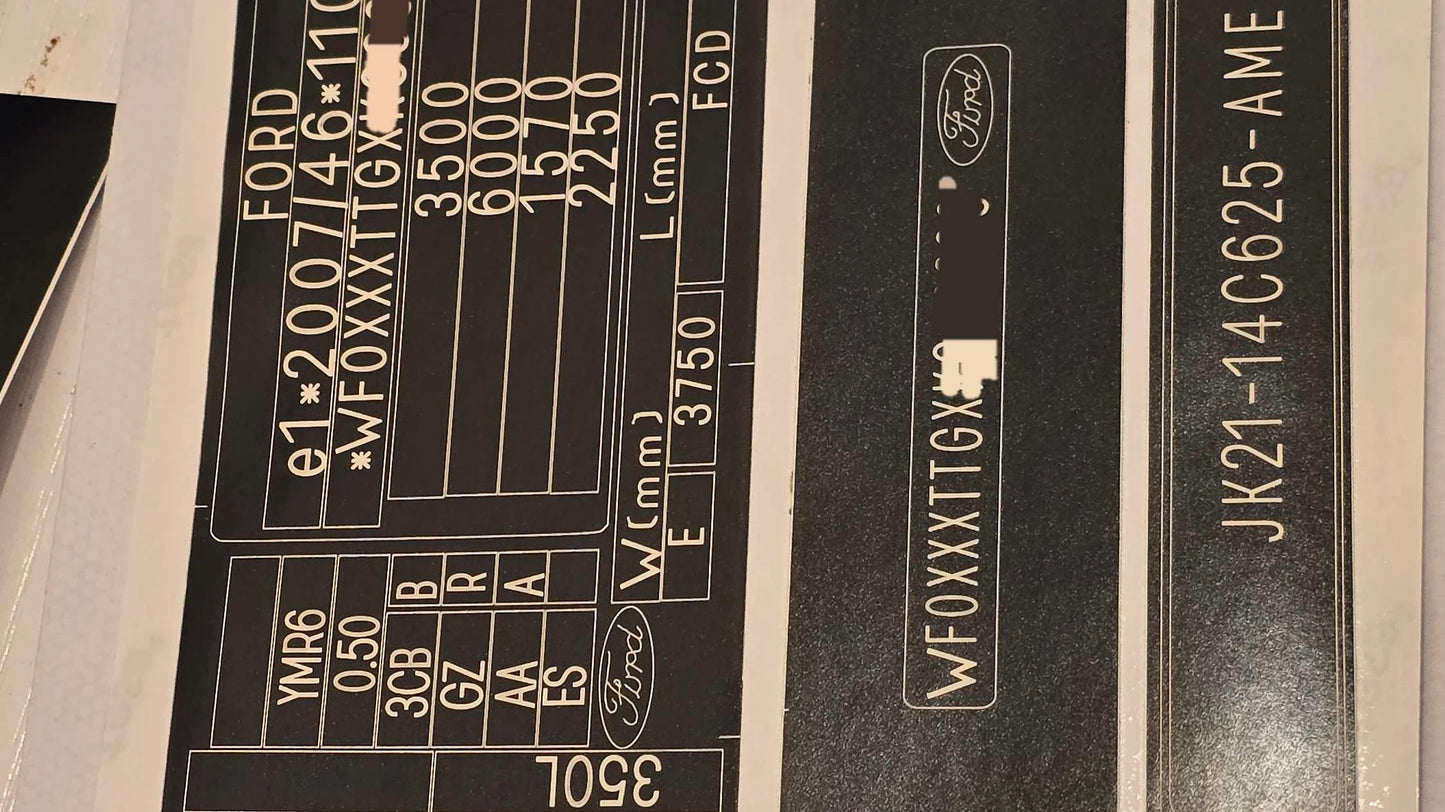 FORD
e1*2007/46*110
*WF0XXXTTGX
3500
6000
1570
2250
YMR6
0.50
3CB B
GZ R
AA A
ES
Ford
W(mm) L(mm)
E 3750 FCD
350L
WF0XXXTTGX
Ford
JK21-14C625-AME